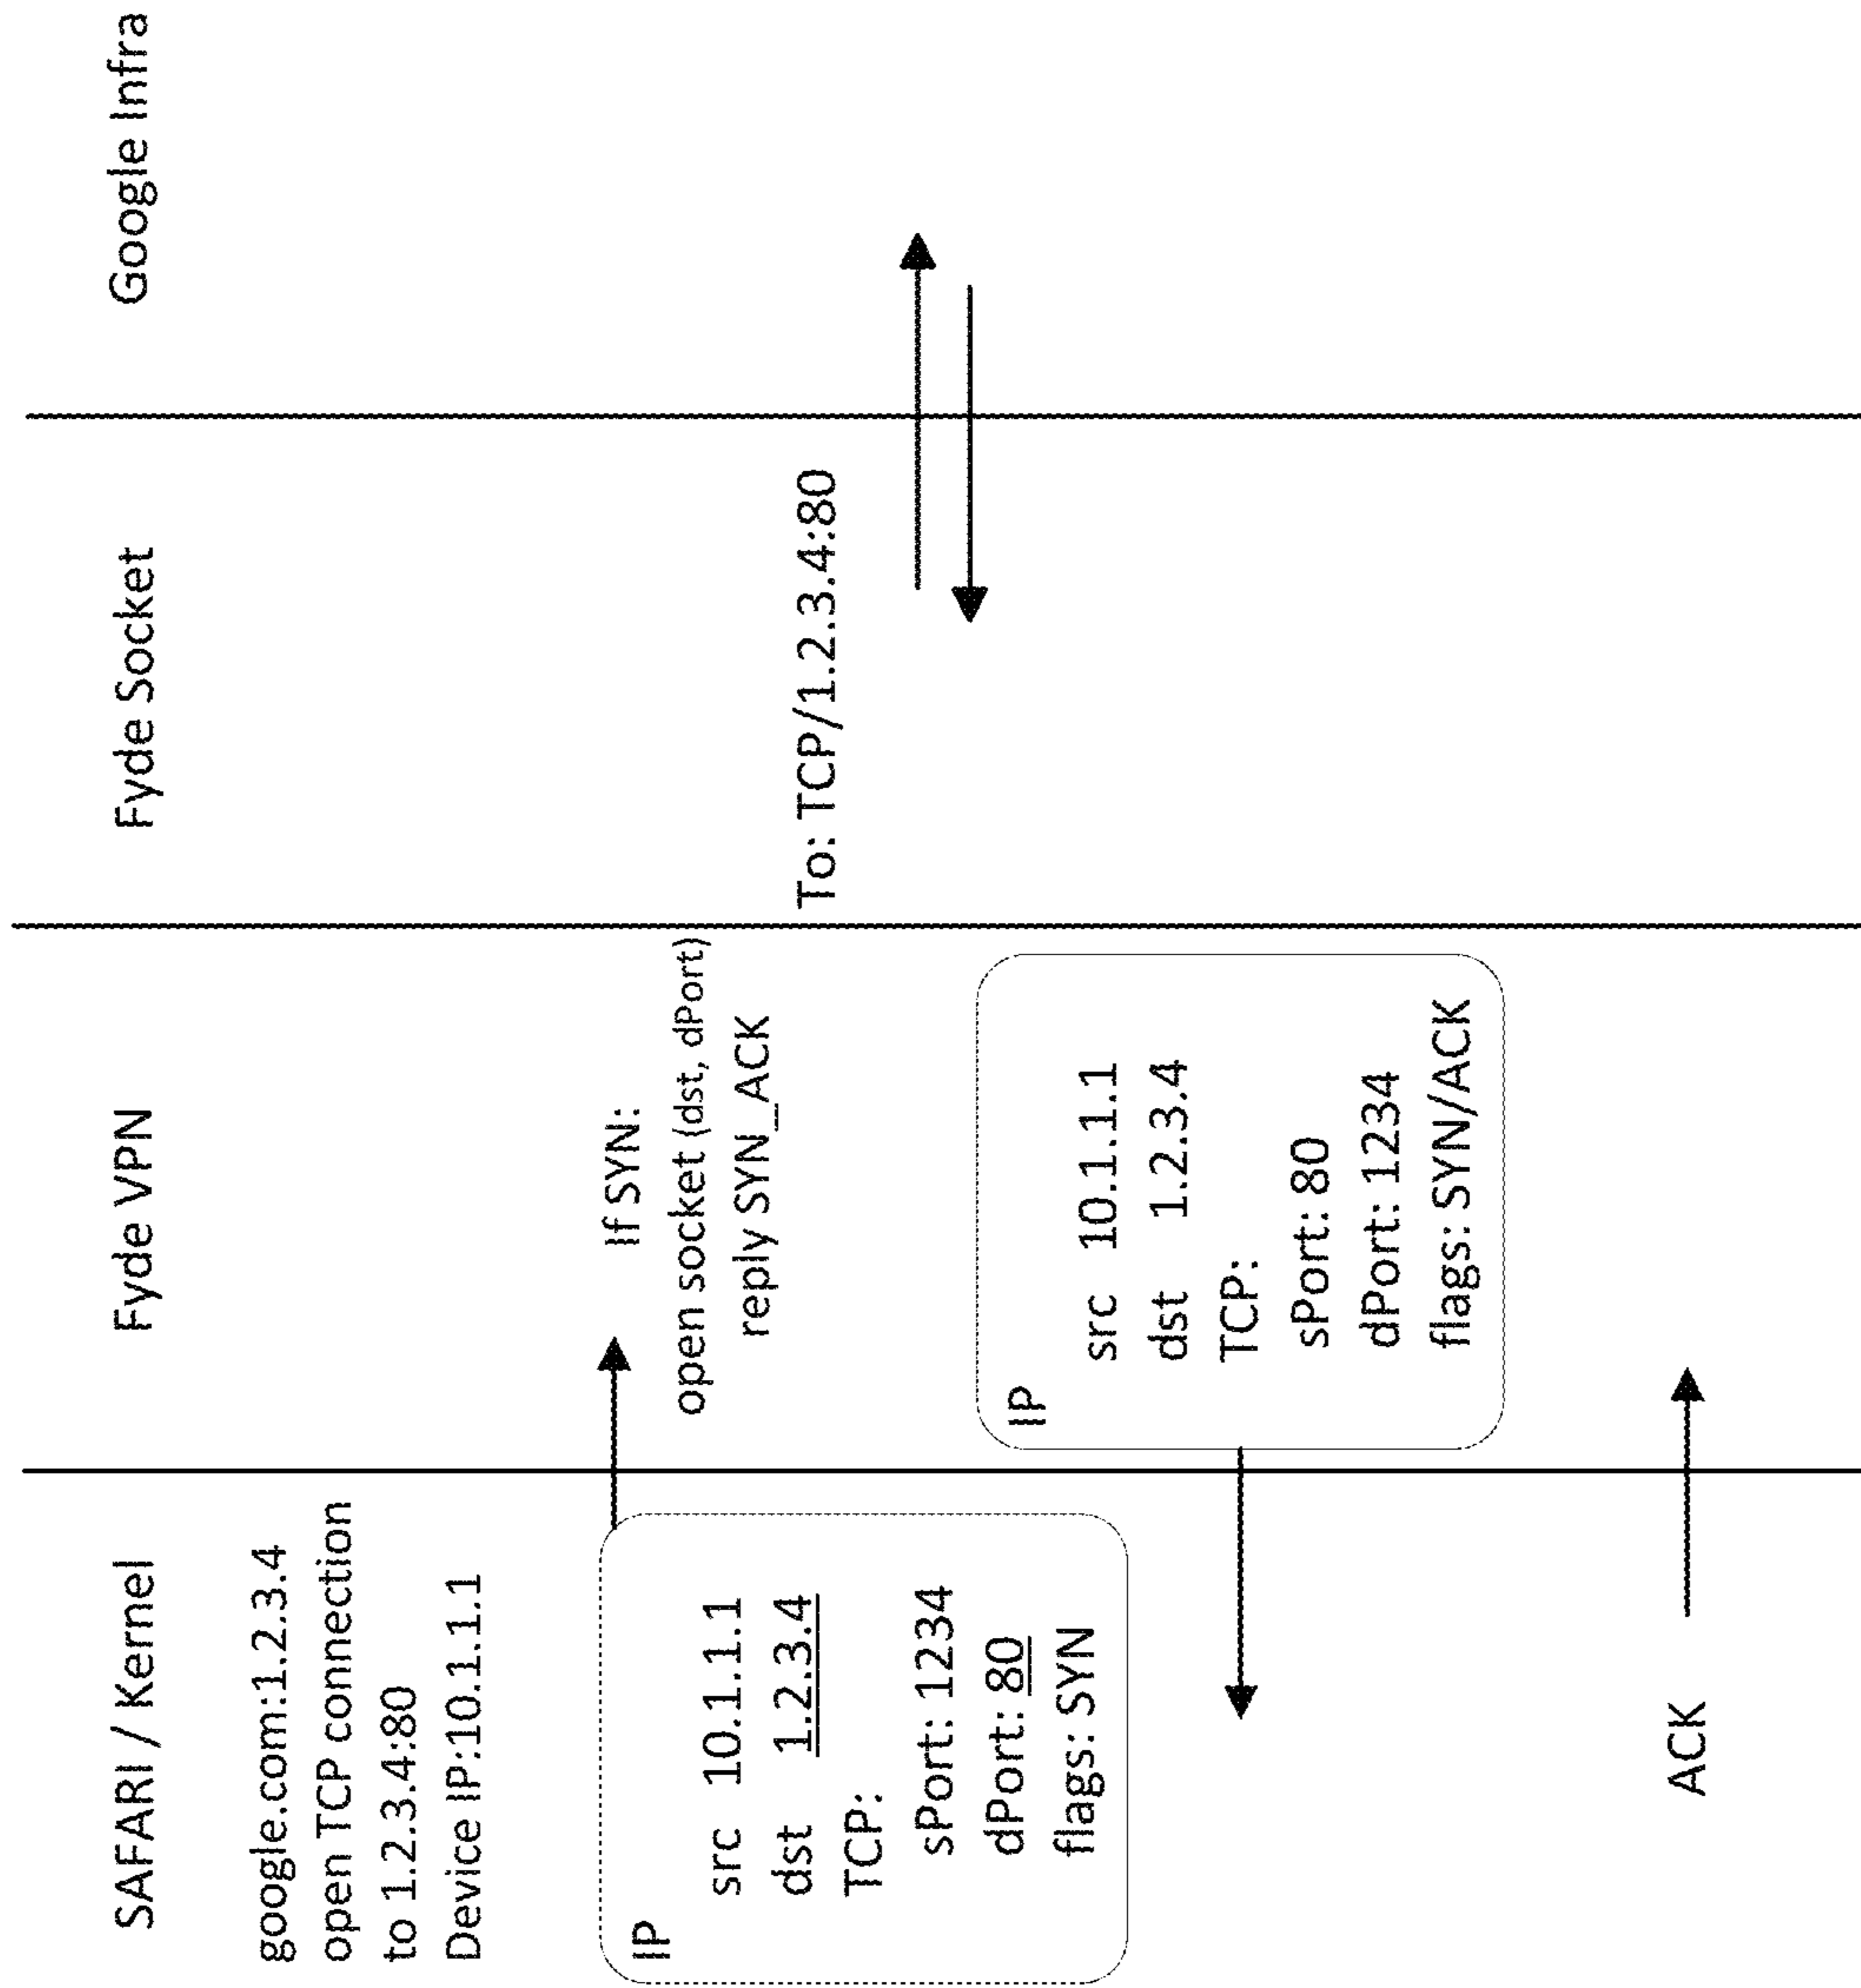 SAFARI / Kernel
google.com:1.2.3.4
open TCP connection
to 1.2.3.4:80
Device IP:10.1.1.1
IP
src 10.1.1.1
dst 1.2.3.4
TCP:
sPort: 1234
dPort: 80
flags: SYN
ACK
Fyde VPN
If SYN:
open socket (dst, dPort)
reply SYN_ACK
IP
src 10.1.1.1
dst 1.2.3.4
TCP:
sPort: 80
dPort: 1234
flags: SYN/ACK
Fyde Socket
To: TCP/1.2.3.4:80
Google Infra